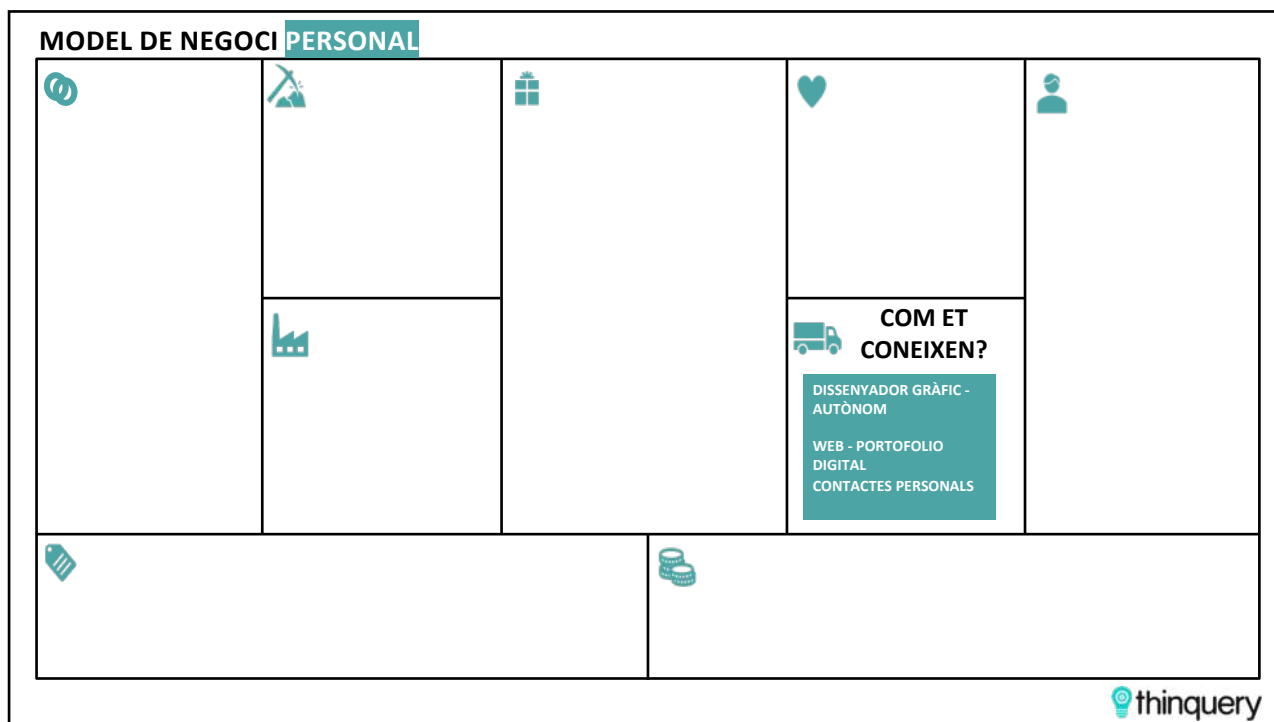 MODEL DE NEGOCI PERSONAL
COM ET
CONEIXEN?
DISSENYADOR GRÀFIC -
AUTÒNOM
WEB - PORTOFOLIO
DIGITAL
CONTACTES PERSONALS
thinquery